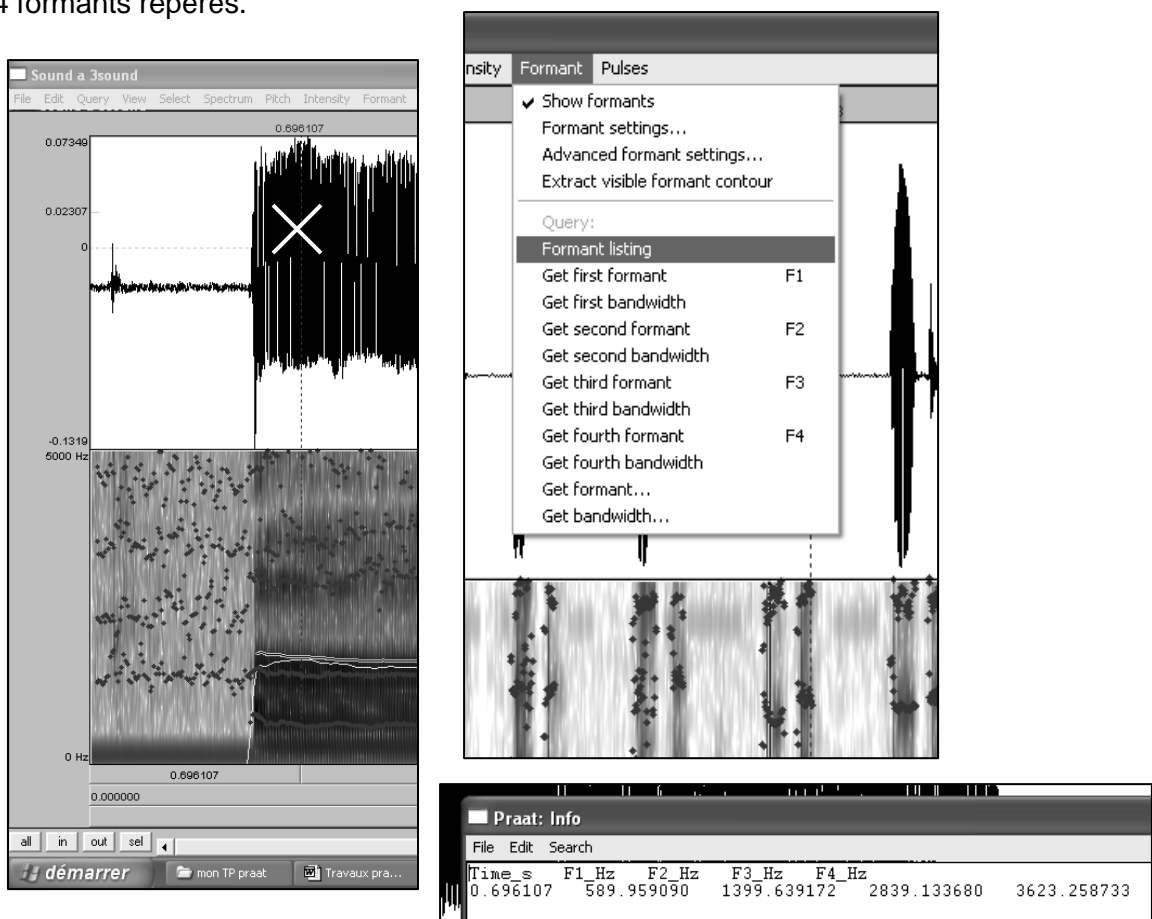 4 formants repérés.
Sound a 3sound
File Edit Query View Select Spectrum Pitch Intensity Formant
0.696107
0.07349
0.02307
0
-0.1319
5000 Hz
0 Hz
0.696107
0.000000
all in out sel
démarrer mon TP praat Travaux pra...
nsity Formant Pulses
Show formants
Formant settings...
Advanced formant settings...
Extract visible formant contour
Query:
Formant listing
Get first formant F1
Get first bandwidth
Get second formant F2
Get second bandwidth
Get third formant F3
Get third bandwidth
Get fourth formant F4
Get fourth bandwidth
Get formant...
Get bandwidth...
Praat: Info
File Edit Search
Time_s F1_Hz F2_Hz F3_Hz F4_Hz
0.696107 589.959090 1399.639172 2839.133680 3623.258733